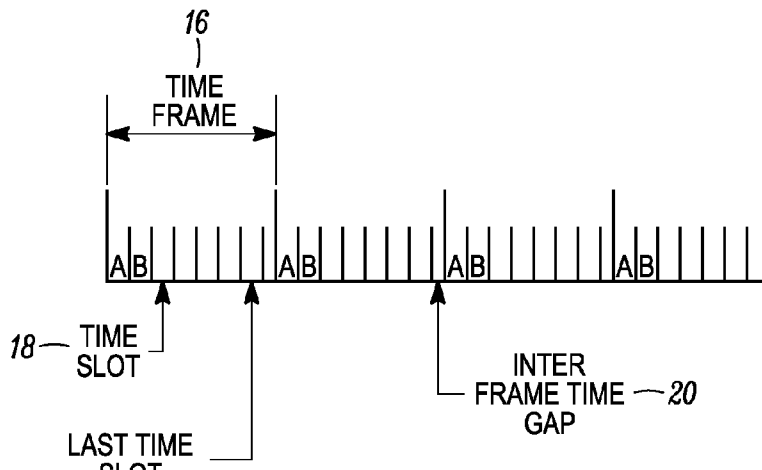 16
TIME
FRAME
A B A B A B A B
18 TIME
SLOT
INTER
FRAME TIME 20
GAP
LAST TIME
SLOT